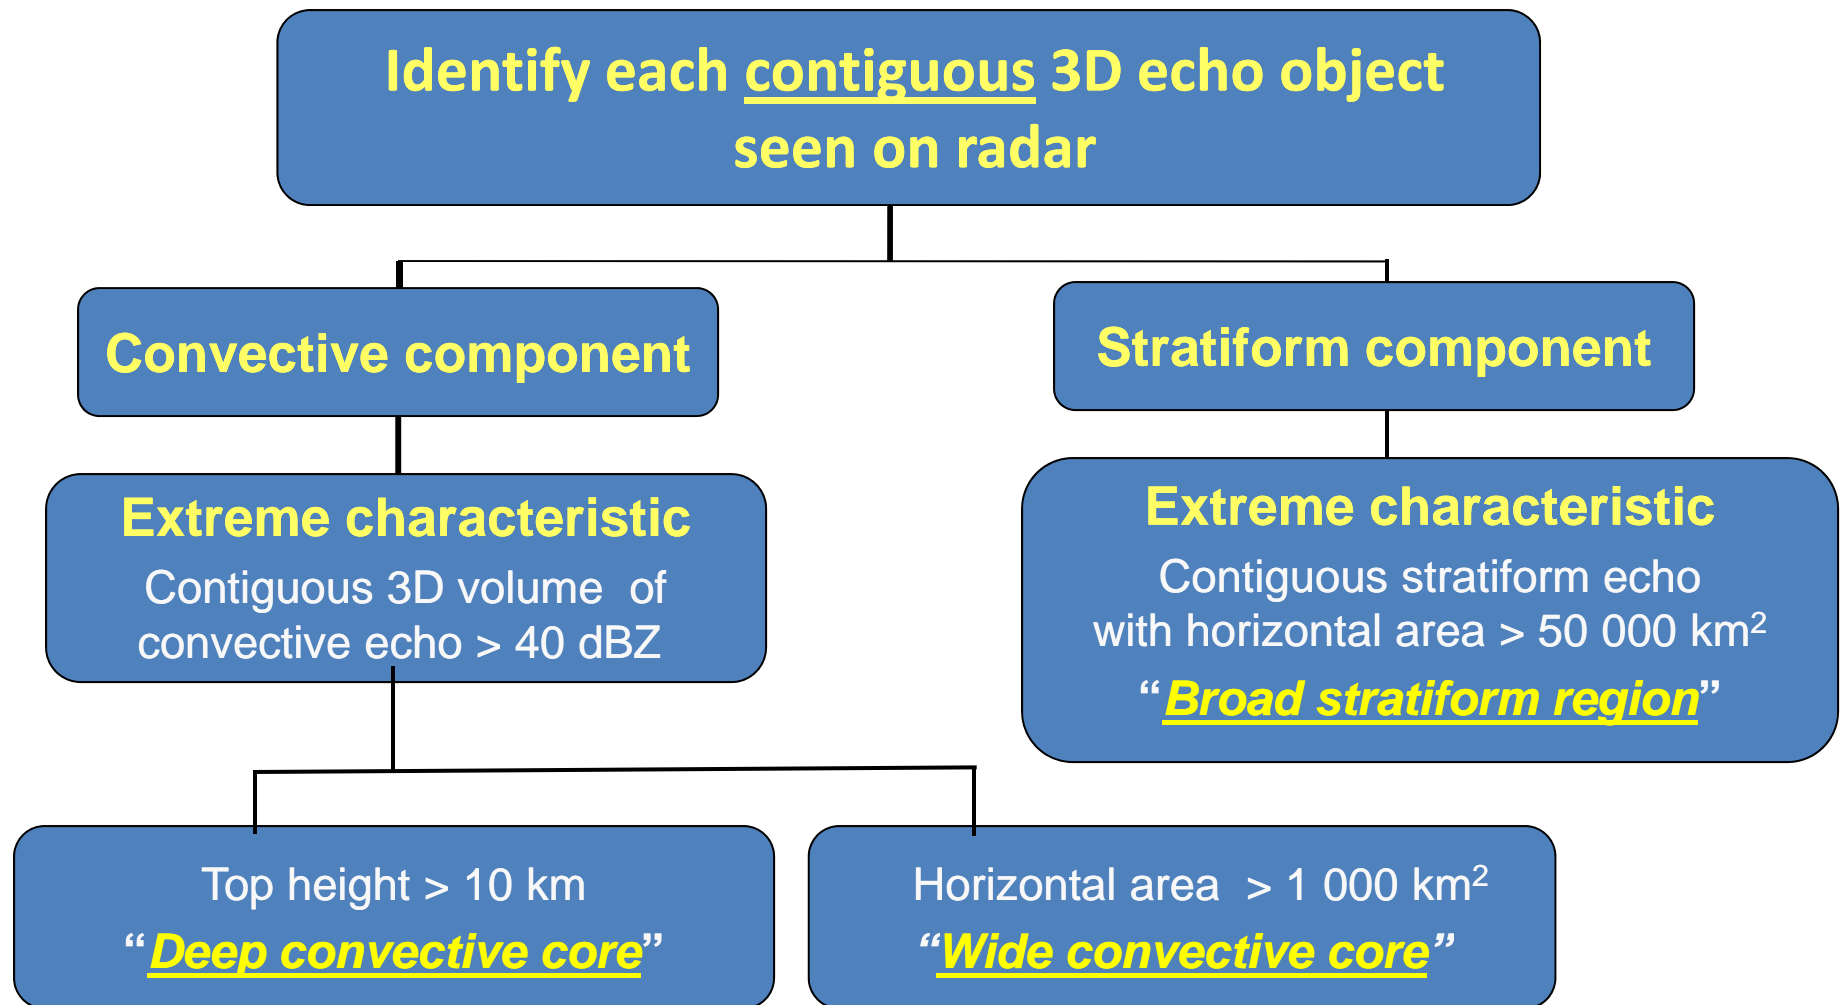 Identify each contiguous 3D echo object
seen on radar
Convective component
Stratiform component
Extreme characteristic
Contiguous 3D volume  of
convective echo > 40 dBZ
Extreme characteristic
Contiguous stratiform echo
with horizontal area > 50 000 km²
“Broad stratiform region”
Top height > 10 km
“Deep convective core”
Horizontal area  > 1 000 km²
“Wide convective core”